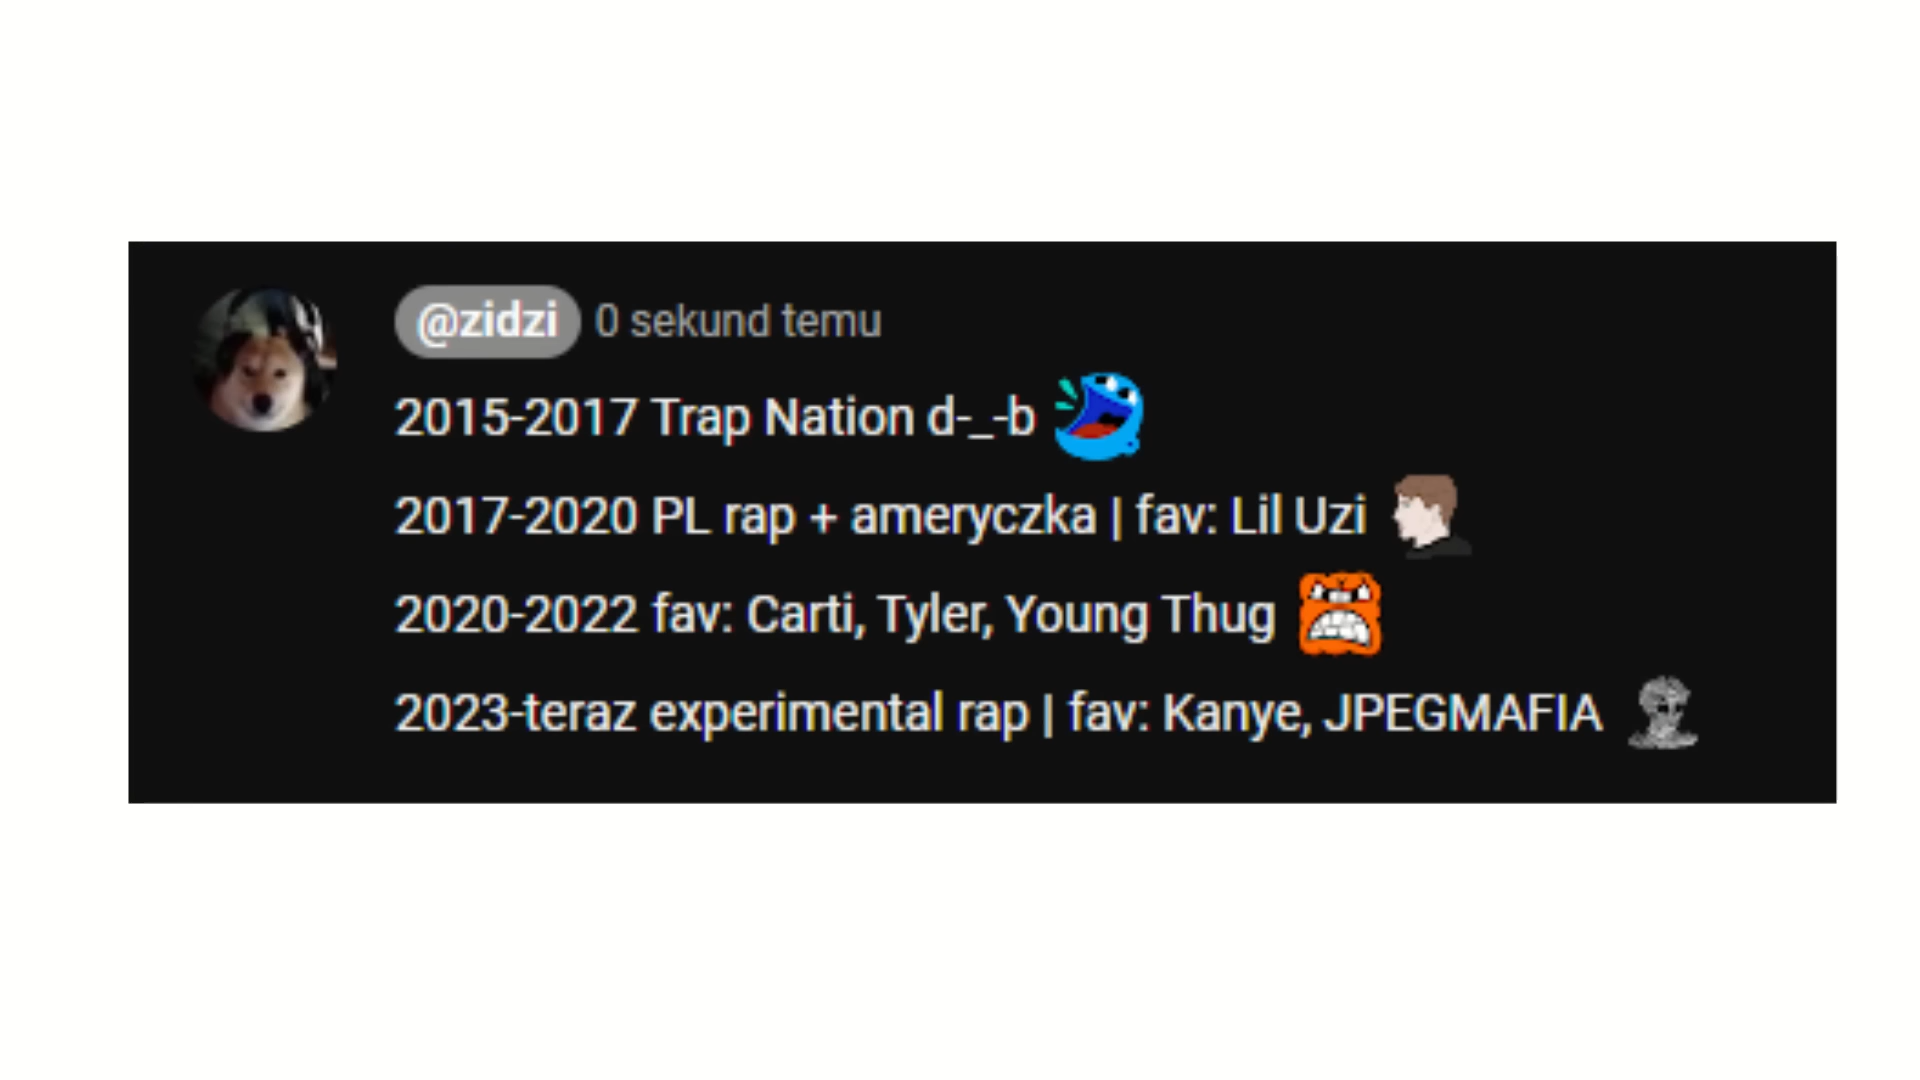 @zidzi 0 sekund temu
2015-2017 Trap Nation d-_-b
2017-2020 PL rap + ameryczka | fav: Lil Uzi
2020-2022 fav: Carti, Tyler, Young Thug
2023-teraz experimental rap | fav: Kanye, JPEGMAFIA